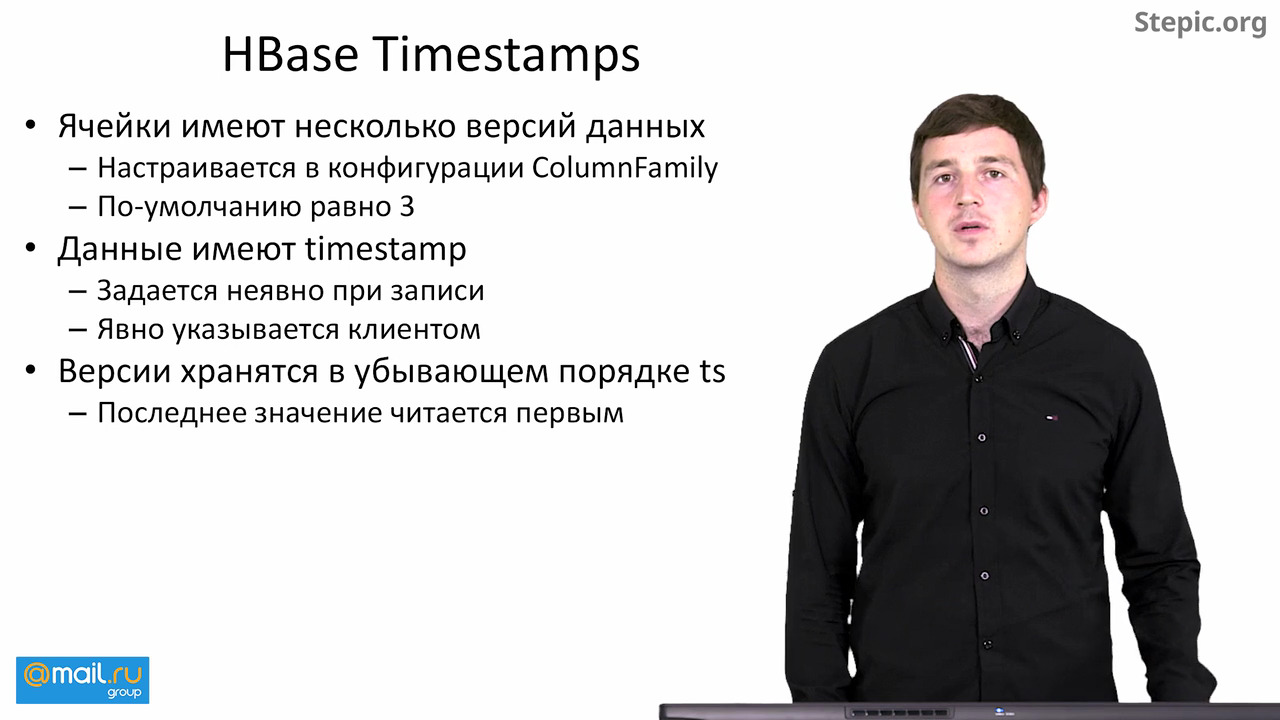 Stepic.org
HBase Timestamps
• Ячейки имеют несколько версий данных
– Настраивается в конфигурации ColumnFamily
– По-умолчанию равно 3
• Данные имеют timestamp
– Задается неявно при записи
– Явно указывается клиентом
• Версии хранятся в убывающем порядке ts
– Последнее значение читается первым
@mail.ru
group